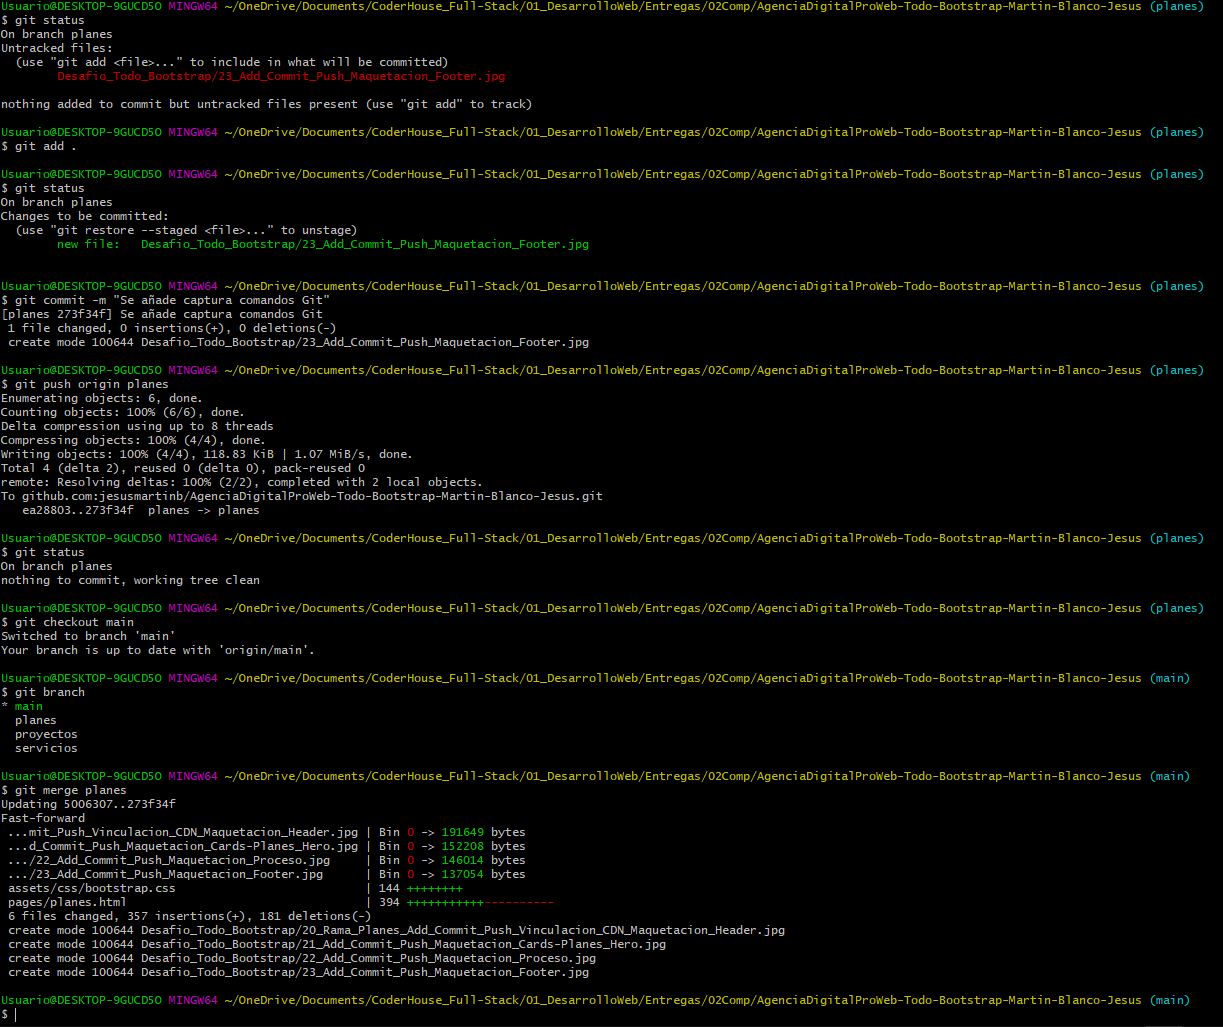 Usuario@DESKTOP-9GUCD5O MINGW64 ~/OneDrive/Documents/CoderHouse_Full-Stack/01_DesarrolloWeb/Entregas/02Comp/AgenciaDigitalProWeb-Todo-Bootstrap-Martin-Blanco-Jesus (planes)
$ git status
On branch planes
Untracked files:
  (use "git add <file>..." to include in what will be committed)
        Desafio_Todo_Bootstrap/23_Add_Commit_Push_Maquetacion_Footer.jpg

nothing added to commit but untracked files present (use "git add" to track)

Usuario@DESKTOP-9GUCD5O MINGW64 ~/OneDrive/Documents/CoderHouse_Full-Stack/01_DesarrolloWeb/Entregas/02Comp/AgenciaDigitalProWeb-Todo-Bootstrap-Martin-Blanco-Jesus (planes)
$ git add .

Usuario@DESKTOP-9GUCD5O MINGW64 ~/OneDrive/Documents/CoderHouse_Full-Stack/01_DesarrolloWeb/Entregas/02Comp/AgenciaDigitalProWeb-Todo-Bootstrap-Martin-Blanco-Jesus (planes)
$ git status
On branch planes
Changes to be committed:
  (use "git restore --staged <file>..." to unstage)
        new file:   Desafio_Todo_Bootstrap/23_Add_Commit_Push_Maquetacion_Footer.jpg

Usuario@DESKTOP-9GUCD5O MINGW64 ~/OneDrive/Documents/CoderHouse_Full-Stack/01_DesarrolloWeb/Entregas/02Comp/AgenciaDigitalProWeb-Todo-Bootstrap-Martin-Blanco-Jesus (planes)
$ git commit -m "Se añade captura comandos Git"
[planes 273f34f] Se añade captura comandos Git
 1 file changed, 0 insertions(+), 0 deletions(-)
 create mode 100644 Desafio_Todo_Bootstrap/23_Add_Commit_Push_Maquetacion_Footer.jpg

Usuario@DESKTOP-9GUCD5O MINGW64 ~/OneDrive/Documents/CoderHouse_Full-Stack/01_DesarrolloWeb/Entregas/02Comp/AgenciaDigitalProWeb-Todo-Bootstrap-Martin-Blanco-Jesus (planes)
$ git push origin planes
Enumerating objects: 6, done.
Counting objects: 100% (6/6), done.
Delta compression using up to 8 threads
Compressing objects: 100% (4/4), done.
Writing objects: 100% (4/4), 118.83 KiB | 1.07 MiB/s, done.
Total 4 (delta 2), reused 0 (delta 0), pack-reused 0
remote: Resolving deltas: 100% (2/2), completed with 2 local objects.
To github.com:jesusmartinb/AgenciaDigitalProWeb-Todo-Bootstrap-Martin-Blanco-Jesus.git
   ea28803..273f34f  planes -> planes

Usuario@DESKTOP-9GUCD5O MINGW64 ~/OneDrive/Documents/CoderHouse_Full-Stack/01_DesarrolloWeb/Entregas/02Comp/AgenciaDigitalProWeb-Todo-Bootstrap-Martin-Blanco-Jesus (planes)
$ git status
On branch planes
nothing to commit, working tree clean

Usuario@DESKTOP-9GUCD5O MINGW64 ~/OneDrive/Documents/CoderHouse_Full-Stack/01_DesarrolloWeb/Entregas/02Comp/AgenciaDigitalProWeb-Todo-Bootstrap-Martin-Blanco-Jesus (planes)
$ git checkout main
Switched to branch 'main'
Your branch is up to date with 'origin/main'.

Usuario@DESKTOP-9GUCD5O MINGW64 ~/OneDrive/Documents/CoderHouse_Full-Stack/01_DesarrolloWeb/Entregas/02Comp/AgenciaDigitalProWeb-Todo-Bootstrap-Martin-Blanco-Jesus (main)
$ git branch
* main
  planes
  proyectos
  servicios

Usuario@DESKTOP-9GUCD5O MINGW64 ~/OneDrive/Documents/CoderHouse_Full-Stack/01_DesarrolloWeb/Entregas/02Comp/AgenciaDigitalProWeb-Todo-Bootstrap-Martin-Blanco-Jesus (main)
$ git merge planes
Updating 5006307..273f34f
Fast-forward
 ...mit_Push_Vinculacion_CDN_Maquetacion_Header.jpg | Bin 0 -> 191649 bytes
 ...d_Commit_Push_Maquetacion_Cards-Planes_Hero.jpg | Bin 0 -> 152208 bytes
 .../22_Add_Commit_Push_Maquetacion_Proceso.jpg     | Bin 0 -> 146014 bytes
 .../23_Add_Commit_Push_Maquetacion_Footer.jpg      | Bin 0 -> 137054 bytes
 assets/css/bootstrap.css                           | 144 ++++++++
 pages/planes.html                                  | 394 +++++++++++----------
 6 files changed, 357 insertions(+), 181 deletions(-)
 create mode 100644 Desafio_Todo_Bootstrap/20_Rama_Planes_Add_Commit_Push_Vinculacion_CDN_Maquetacion_Header.jpg
 create mode 100644 Desafio_Todo_Bootstrap/21_Add_Commit_Push_Maquetacion_Cards-Planes_Hero.jpg
 create mode 100644 Desafio_Todo_Bootstrap/22_Add_Commit_Push_Maquetacion_Proceso.jpg
 create mode 100644 Desafio_Todo_Bootstrap/23_Add_Commit_Push_Maquetacion_Footer.jpg

Usuario@DESKTOP-9GUCD5O MINGW64 ~/OneDrive/Documents/CoderHouse_Full-Stack/01_DesarrolloWeb/Entregas/02Comp/AgenciaDigitalProWeb-Todo-Bootstrap-Martin-Blanco-Jesus (main)
$